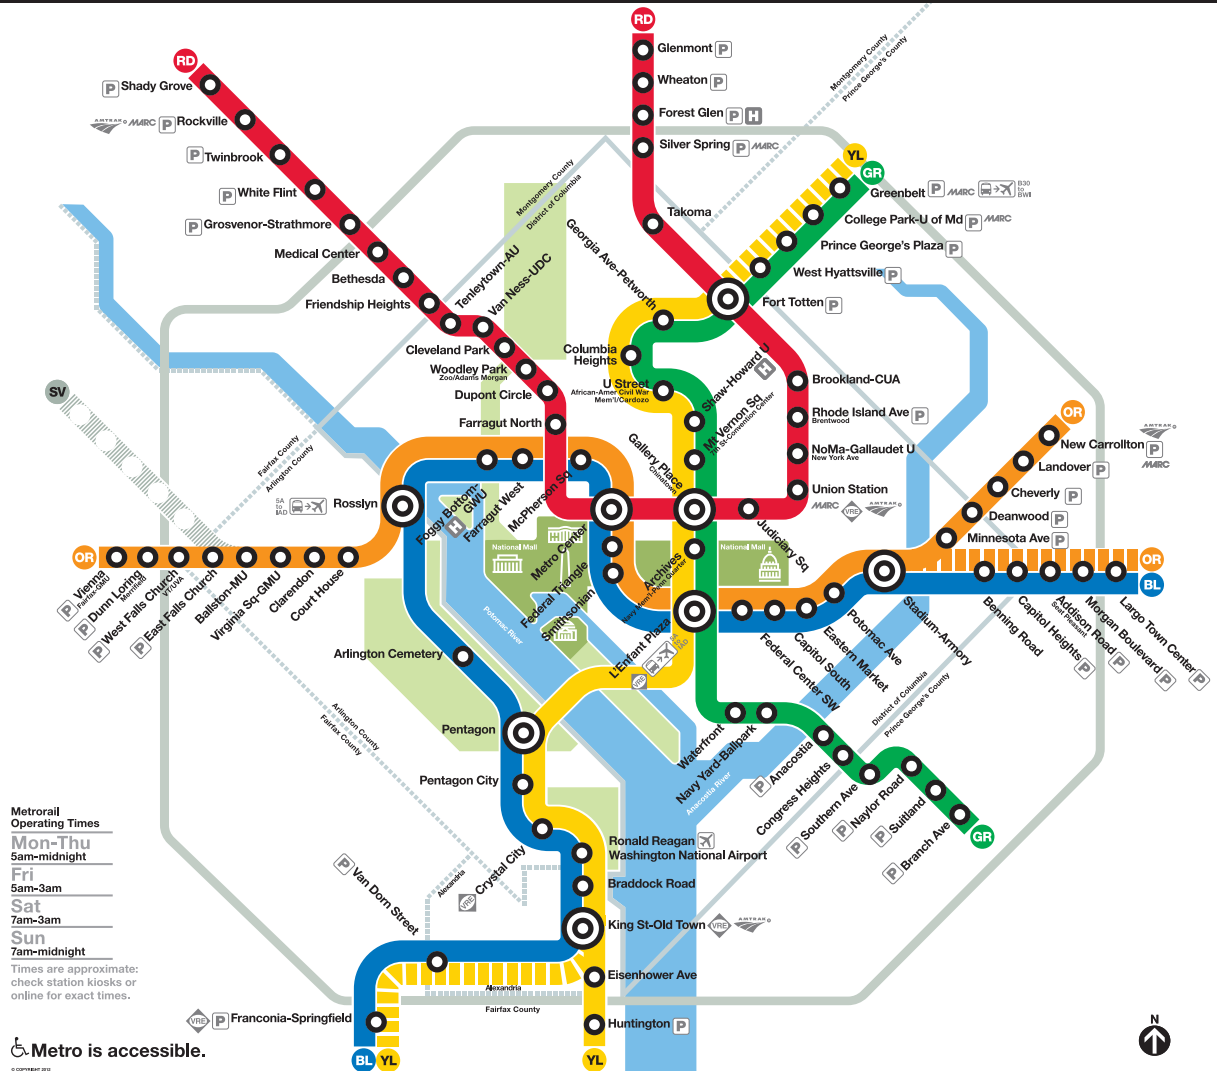 RD
Glenmont P
Wheaton P
Forest Glen P H
Silver Spring P MARC
Takoma
RD
P Shady Grove
AMTRAK MARC P Rockville
P Twinbrook
P White Flint
P Grosvenor-Strathmore
Medical Center
Bethesda
Friendship Heights
Tenleytown-AU
Van Ness-UDC
Cleveland Park
Woodley Park
Zoo/Adams Morgan
Dupont Circle
Farragut North
Montgomery County
Prince George's County
Montgomery County
District of Columbia
YL
GR
Greenbelt P MARC B30
to
BWI
College Park-U of Md P MARC
Prince George's Plaza P
West Hyattsville P
Fort Totten P
Georgia Ave-Petworth
Columbia
Heights
U Street
African-Amer Civil War
Mem'l/Cardozo
Shaw-Howard U
H
Mt Vernon Sq
7th St-Convention Center
Gallery Place
Chinatown
Brookland-CUA
Rhode Island Ave P
Brentwood
NoMa-Gallaudet U
New York Ave
Union Station
MARC VRE AMTRAK
Judiciary Sq
SV
Fairfax County
Arlington County
5A
to
IAD
Rosslyn
Foggy Bottom-
GWU
H
Farragut West
McPherson Sq
Metro Center
Federal Triangle
Smithsonian
National Mall
National Mall
Archives
Navy Mem'l-Penn Quarter
L'Enfant Plaza
VRE
5A
to
IAD
Potomac River
OR
Vienna
Fairfax-GMU
P
Dunn Loring
Merrifield
P
West Falls Church
VT/UVA
P
East Falls Church
P
Ballston-MU
Virginia Sq-GMU
Clarendon
Court House
OR
New Carrollton P
AMTRAK
MARC
Landover P
Cheverly P
Deanwood P
Minnesota Ave P
OR
BL
Stadium-Armory
Potomac Ave
Eastern Market
Capitol South
Federal Center SW
Benning Road
Capitol Heights P
Addison Road P
Seat Pleasant
Morgan Boulevard P
Largo Town Center P
District of Columbia
Prince George's County
Arlington Cemetery
Pentagon
Pentagon City
Arlington County
Fairfax County
Waterfront
Navy Yard-Ballpark
Anacostia River
P Anacostia
Congress Heights
P Southern Ave
P Naylor Road
P Suitland
P Branch Ave
GR
Crystal City
VRE
Alexandria
Ronald Reagan
Washington National Airport
Braddock Road
King St-Old Town VRE AMTRAK
Eisenhower Ave
Huntington P
P Van Dorn Street
Alexandria
Fairfax County
VRE P Franconia-Springfield
BL
YL
YL
Metrorail
Operating Times
Mon-Thu
5am-midnight
Fri
5am-3am
Sat
7am-3am
Sun
7am-midnight
Times are approximate:
check station kiosks or
online for exact times.
Metro is accessible.
© COPYRIGHT 2012
N